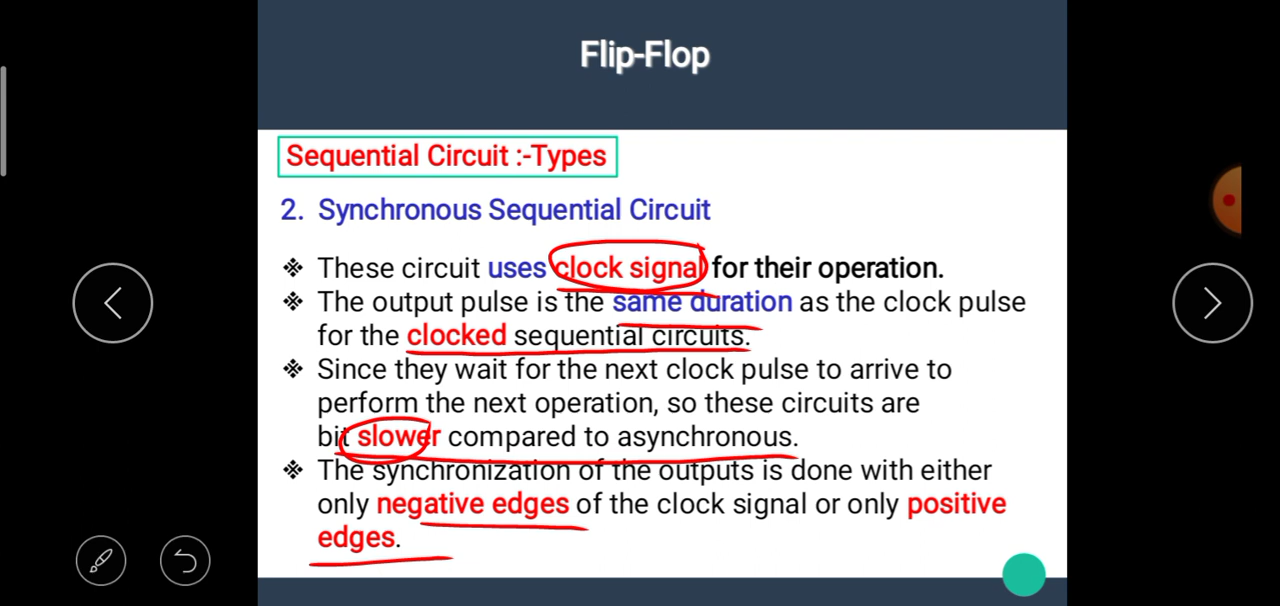 Flip-Flop
Sequential Circuit :-Types
2. Synchronous Sequential Circuit
❖ These circuit uses clock signal for their operation.
❖ The output pulse is the same duration as the clock pulse
for the clocked sequential circuits.
❖ Since they wait for the next clock pulse to arrive to
perform the next operation, so these circuits are
bit slower compared to asynchronous.
❖ The synchronization of the outputs is done with either
only negative edges of the clock signal or only positive
edges.